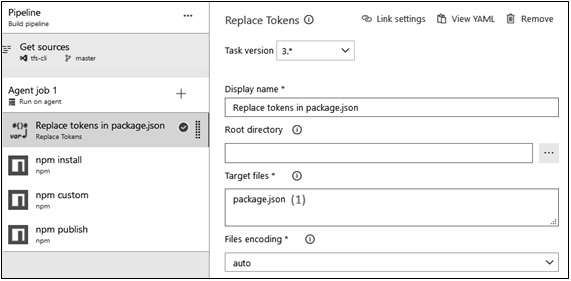 Pipeline
Build pipeline
...
Get sources
tfs-cli master
Agent job 1
Run on agent
+
#{}#
var
Replace tokens in package.json
Replace Tokens
npm install
npm
npm custom
npm
npm publish
npm
Replace Tokens
Link settings
View YAML
Remove
Task version
3.*
Display name *
Replace tokens in package.json
Root directory
...
Target files *
package.json (1)
Files encoding *
auto